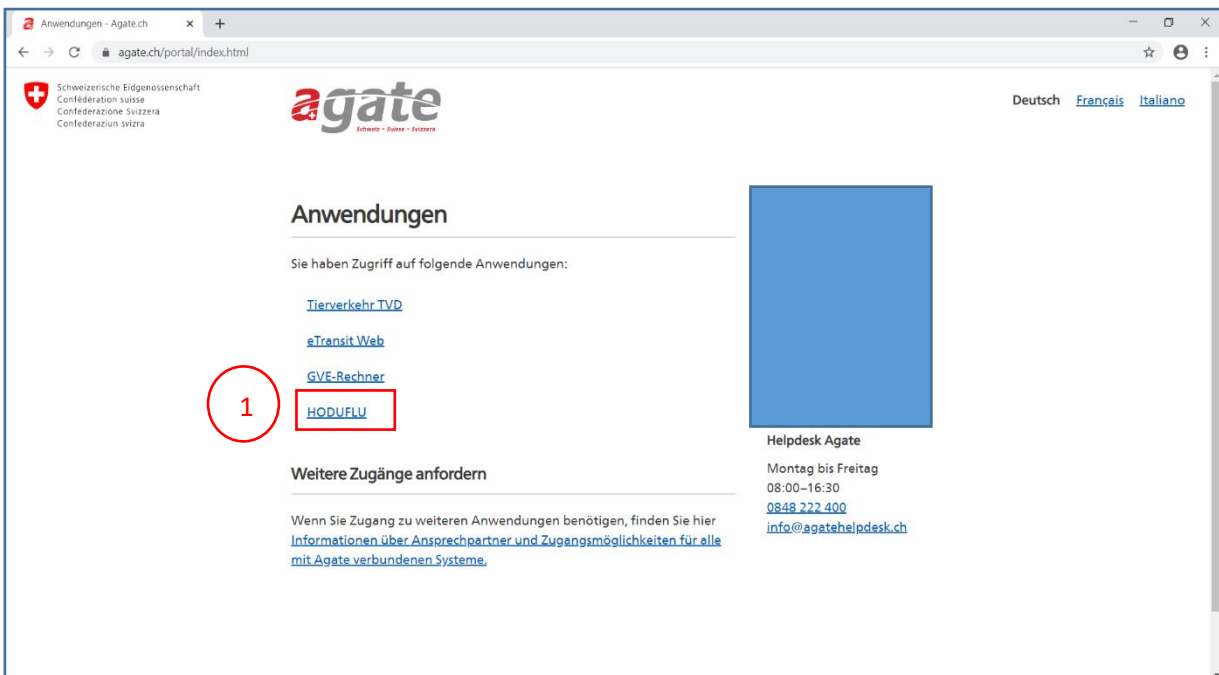 Anwendungen - Agate.ch
agate.ch/portal/index.html
Schweizerische Eidgenossenschaft
Confédération suisse
Confederazione Svizzera
Confederaziun svizra
agate
Schweiz • Suisse • Svizzera
Deutsch Français Italiano
Anwendungen
Sie haben Zugriff auf folgende Anwendungen:
Tierverkehr TVD
eTransit Web
GVE-Rechner
1
HODUFLU
Weitere Zugänge anfordern
Wenn Sie Zugang zu weiteren Anwendungen benötigen, finden Sie hier
Informationen über Ansprechpartner und Zugangsmöglichkeiten für alle
mit Agate verbundenen Systeme.
Helpdesk Agate
Montag bis Freitag
08:00–16:30
0848 222 400
info@agatehelpdesk.ch